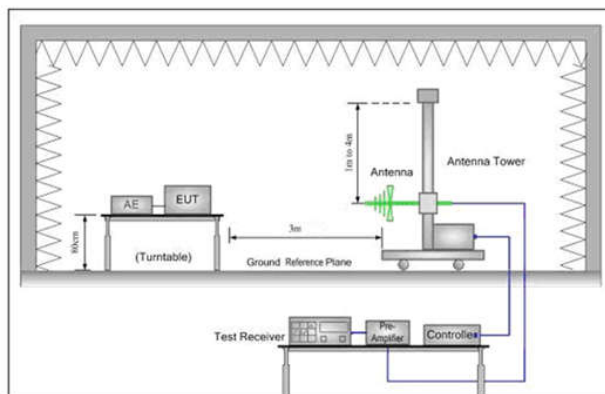 1m to 4m
Antenna
Antenna Tower
AE
EUT
80cm
(Turntable)
3m
Ground Reference Plane
Test Receiver
Pre-
Amplifier
Controller